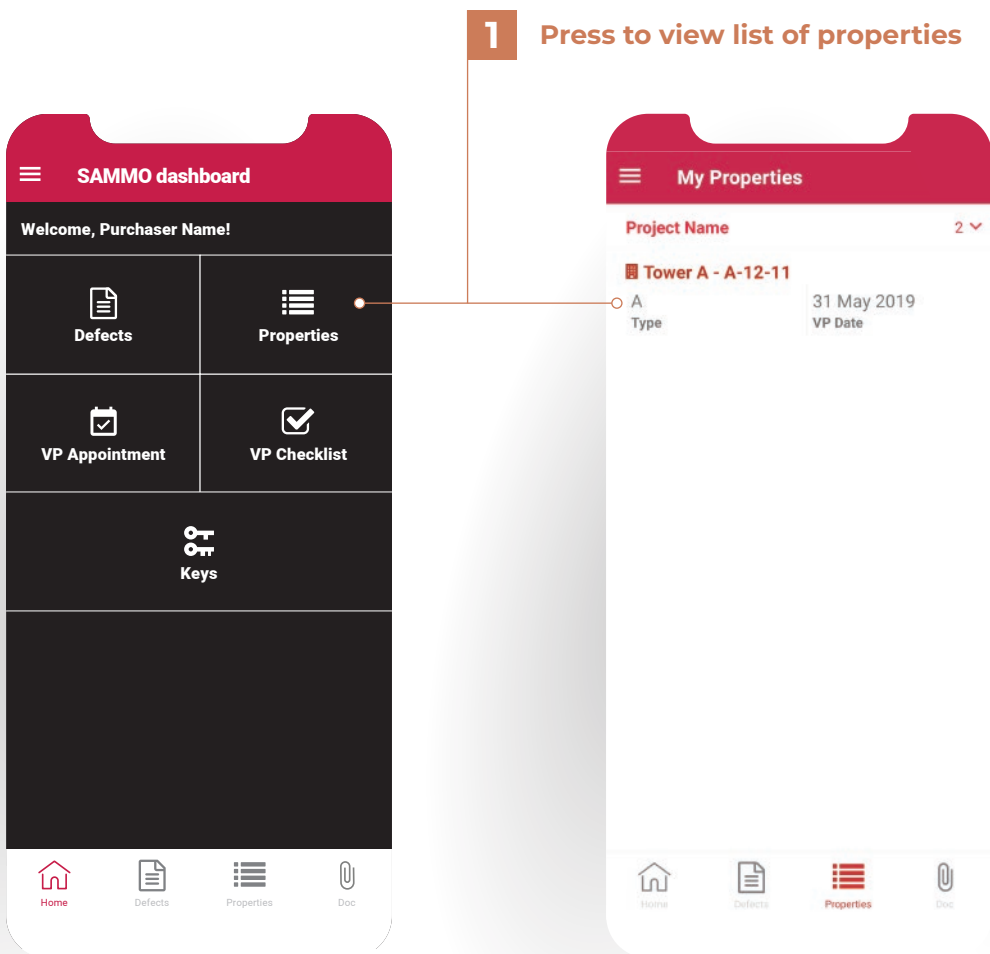 1 Press to view list of properties
SAMMO dashboard
Welcome, Purchaser Name!
Defects
Properties
VP Appointment
VP Checklist
Keys
Home
Defects
Properties
Doc
My Properties
Project Name
2
Tower A - A-12-11
A
31 May 2019
Type
VP Date
Home
Defects
Properties
Doc